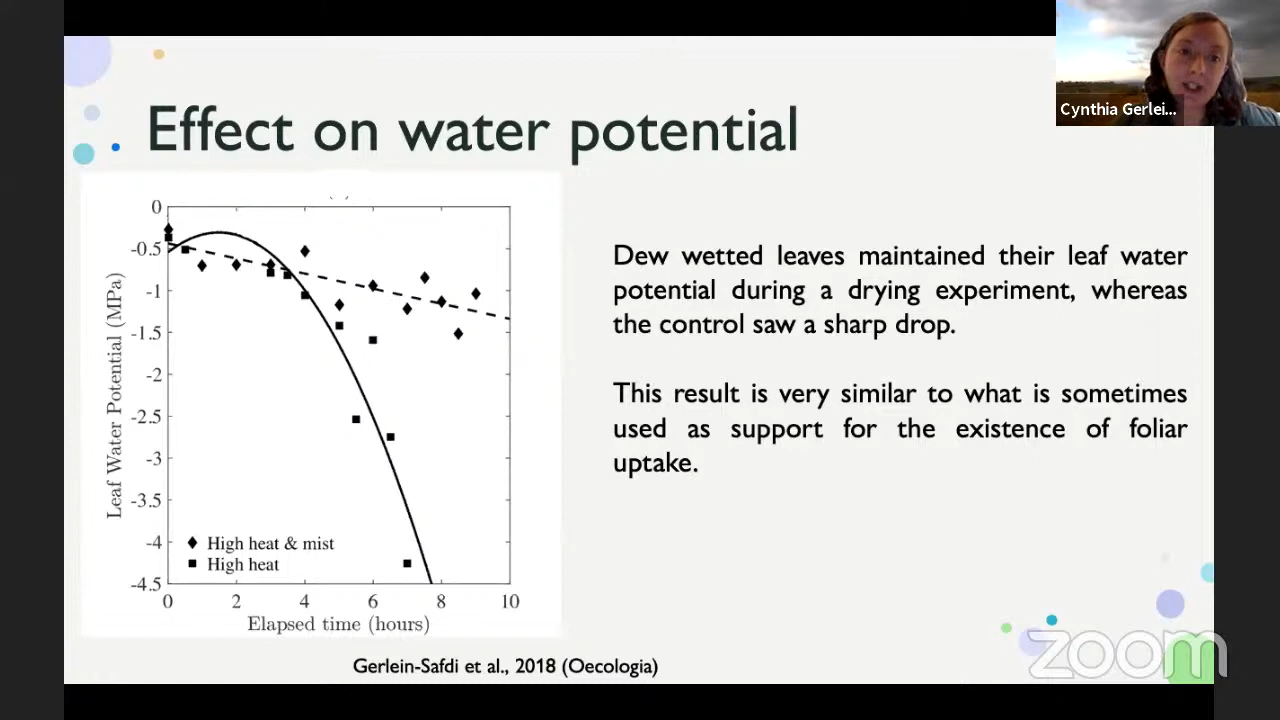 Cynthia Gerlei...
Effect on water potential
0
-0.5
-1
-1.5
-2
-2.5
-3
-3.5
-4
-4.5
Leaf Water Potential (MPa)
High heat & mist
High heat
0 2 4 6 8 10
Elapsed time (hours)
Dew wetted leaves maintained their leaf water
potential during a drying experiment, whereas
the control saw a sharp drop.
This result is very similar to what is sometimes
used as support for the existence of foliar
uptake.
Gerlein-Safdi et al., 2018 (Oecologia)
zoom